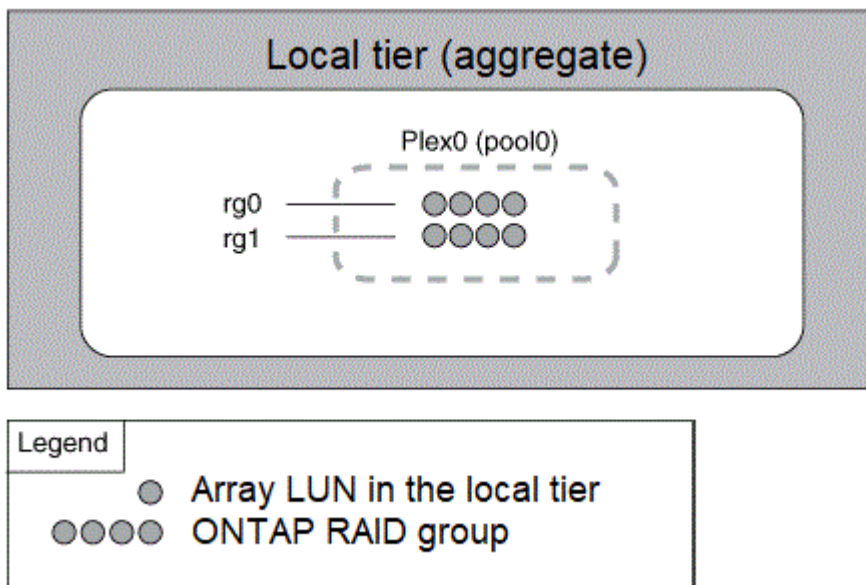 Local tier (aggregate)
Plex0 (pool0)
rg0
rg1
Legend
Array LUN in the local tier
ONTAP RAID group